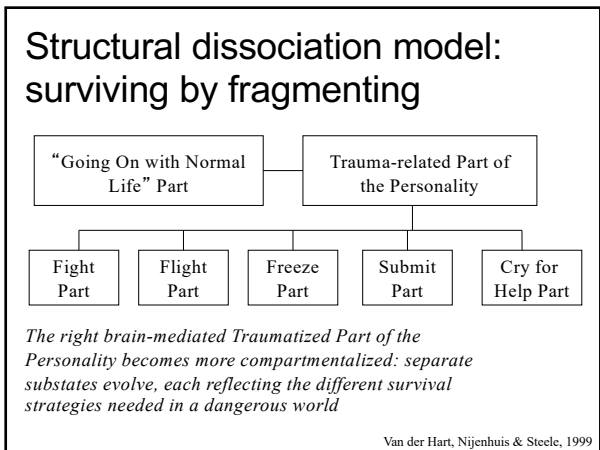 Structural dissociation model:
surviving by fragmenting
“Going On with Normal
Life” Part
Trauma-related Part of
the Personality
Fight
Part
Flight
Part
Freeze
Part
Submit
Part
Cry for
Help Part
The right brain-mediated Traumatized Part of the
Personality becomes more compartmentalized: separate
substates evolve, each reflecting the different survival
strategies needed in a dangerous world
Van der Hart, Nijenhuis & Steele, 1999